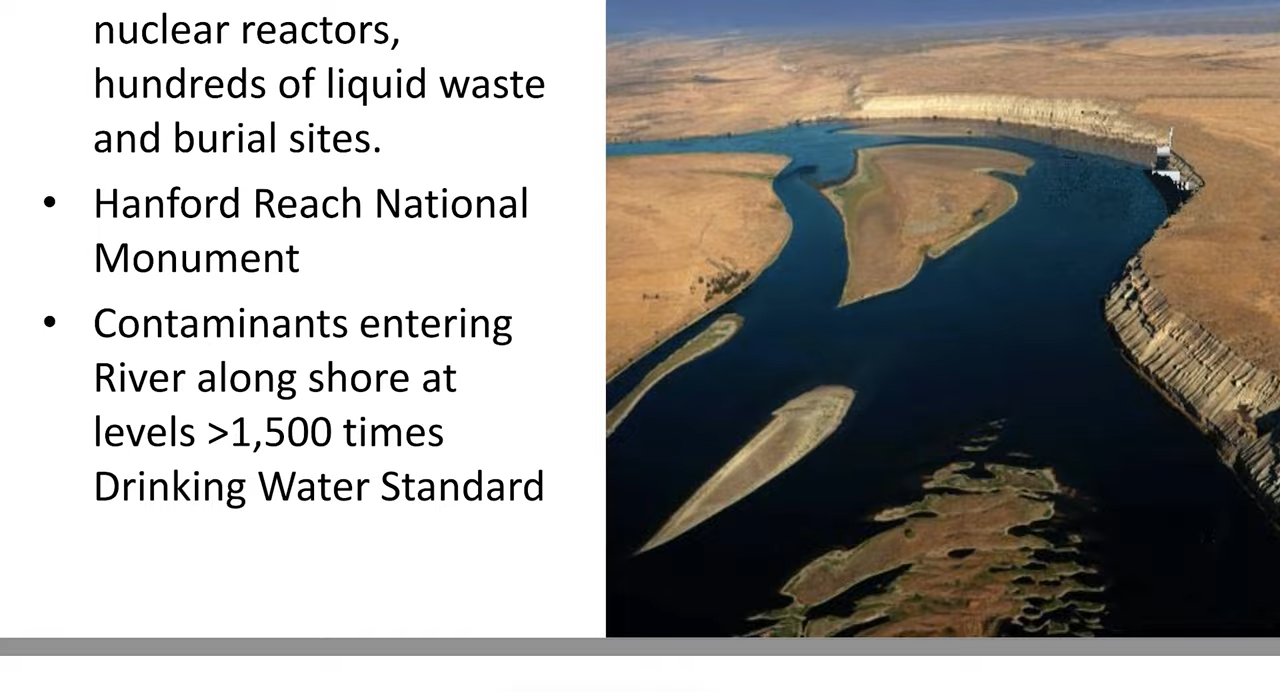 nuclear reactors,
hundreds of liquid waste
and burial sites.
• Hanford Reach National
Monument
• Contaminants entering
River along shore at
levels >1,500 times
Drinking Water Standard